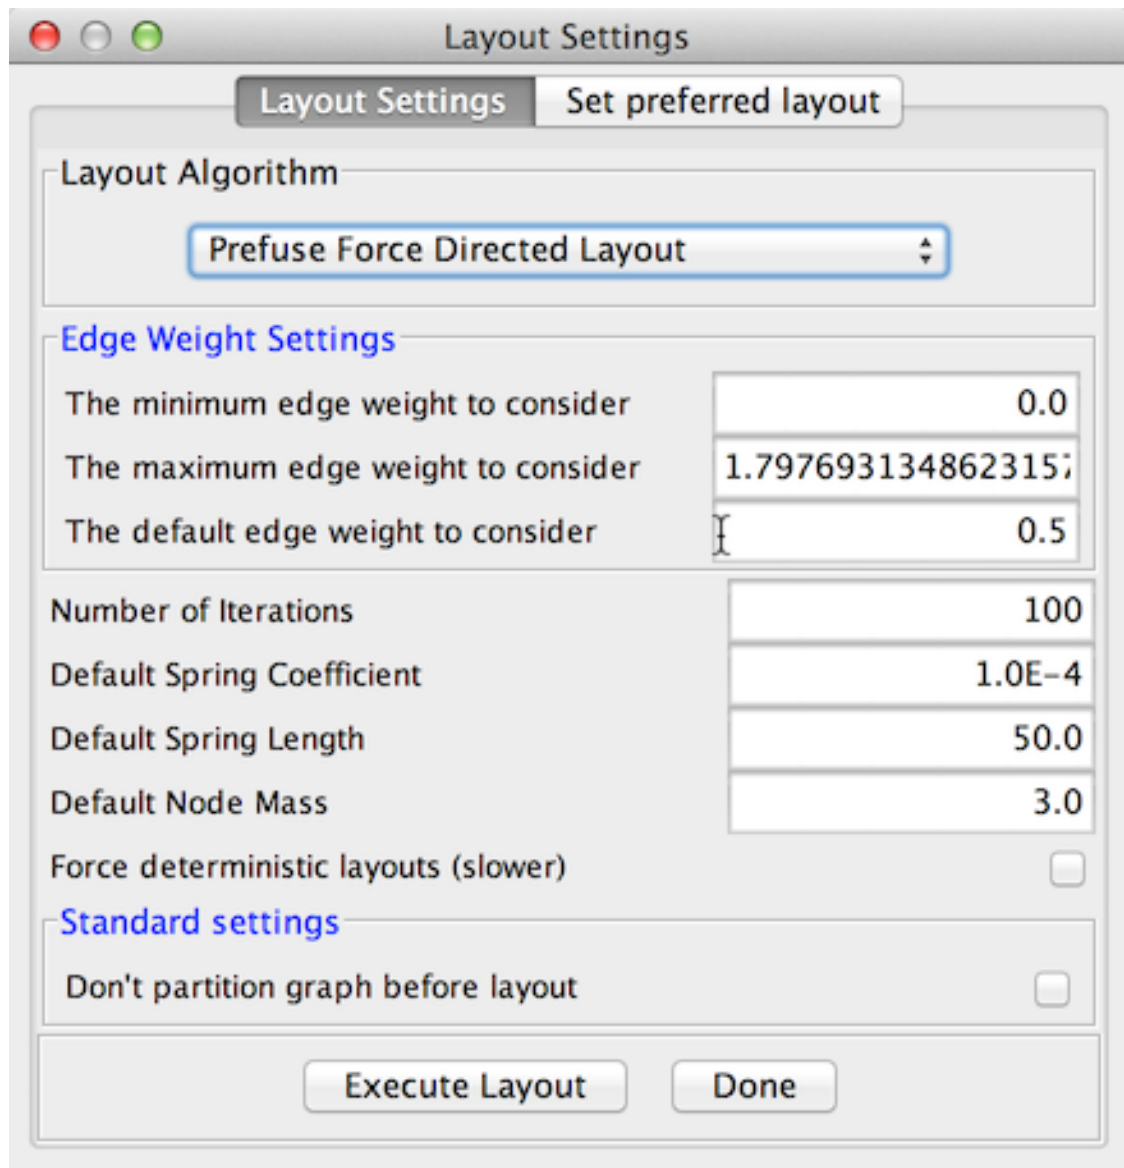 Layout Settings
Layout Settings Set preferred layout
Layout Algorithm
Prefuse Force Directed Layout
Edge Weight Settings
The minimum edge weight to consider 0.0
The maximum edge weight to consider 1.7976931348623157
The default edge weight to consider 0.5
Number of Iterations 100
Default Spring Coefficient 1.0E-4
Default Spring Length 50.0
Default Node Mass 3.0
Force deterministic layouts (slower)
Standard settings
Don't partition graph before layout
Execute Layout Done